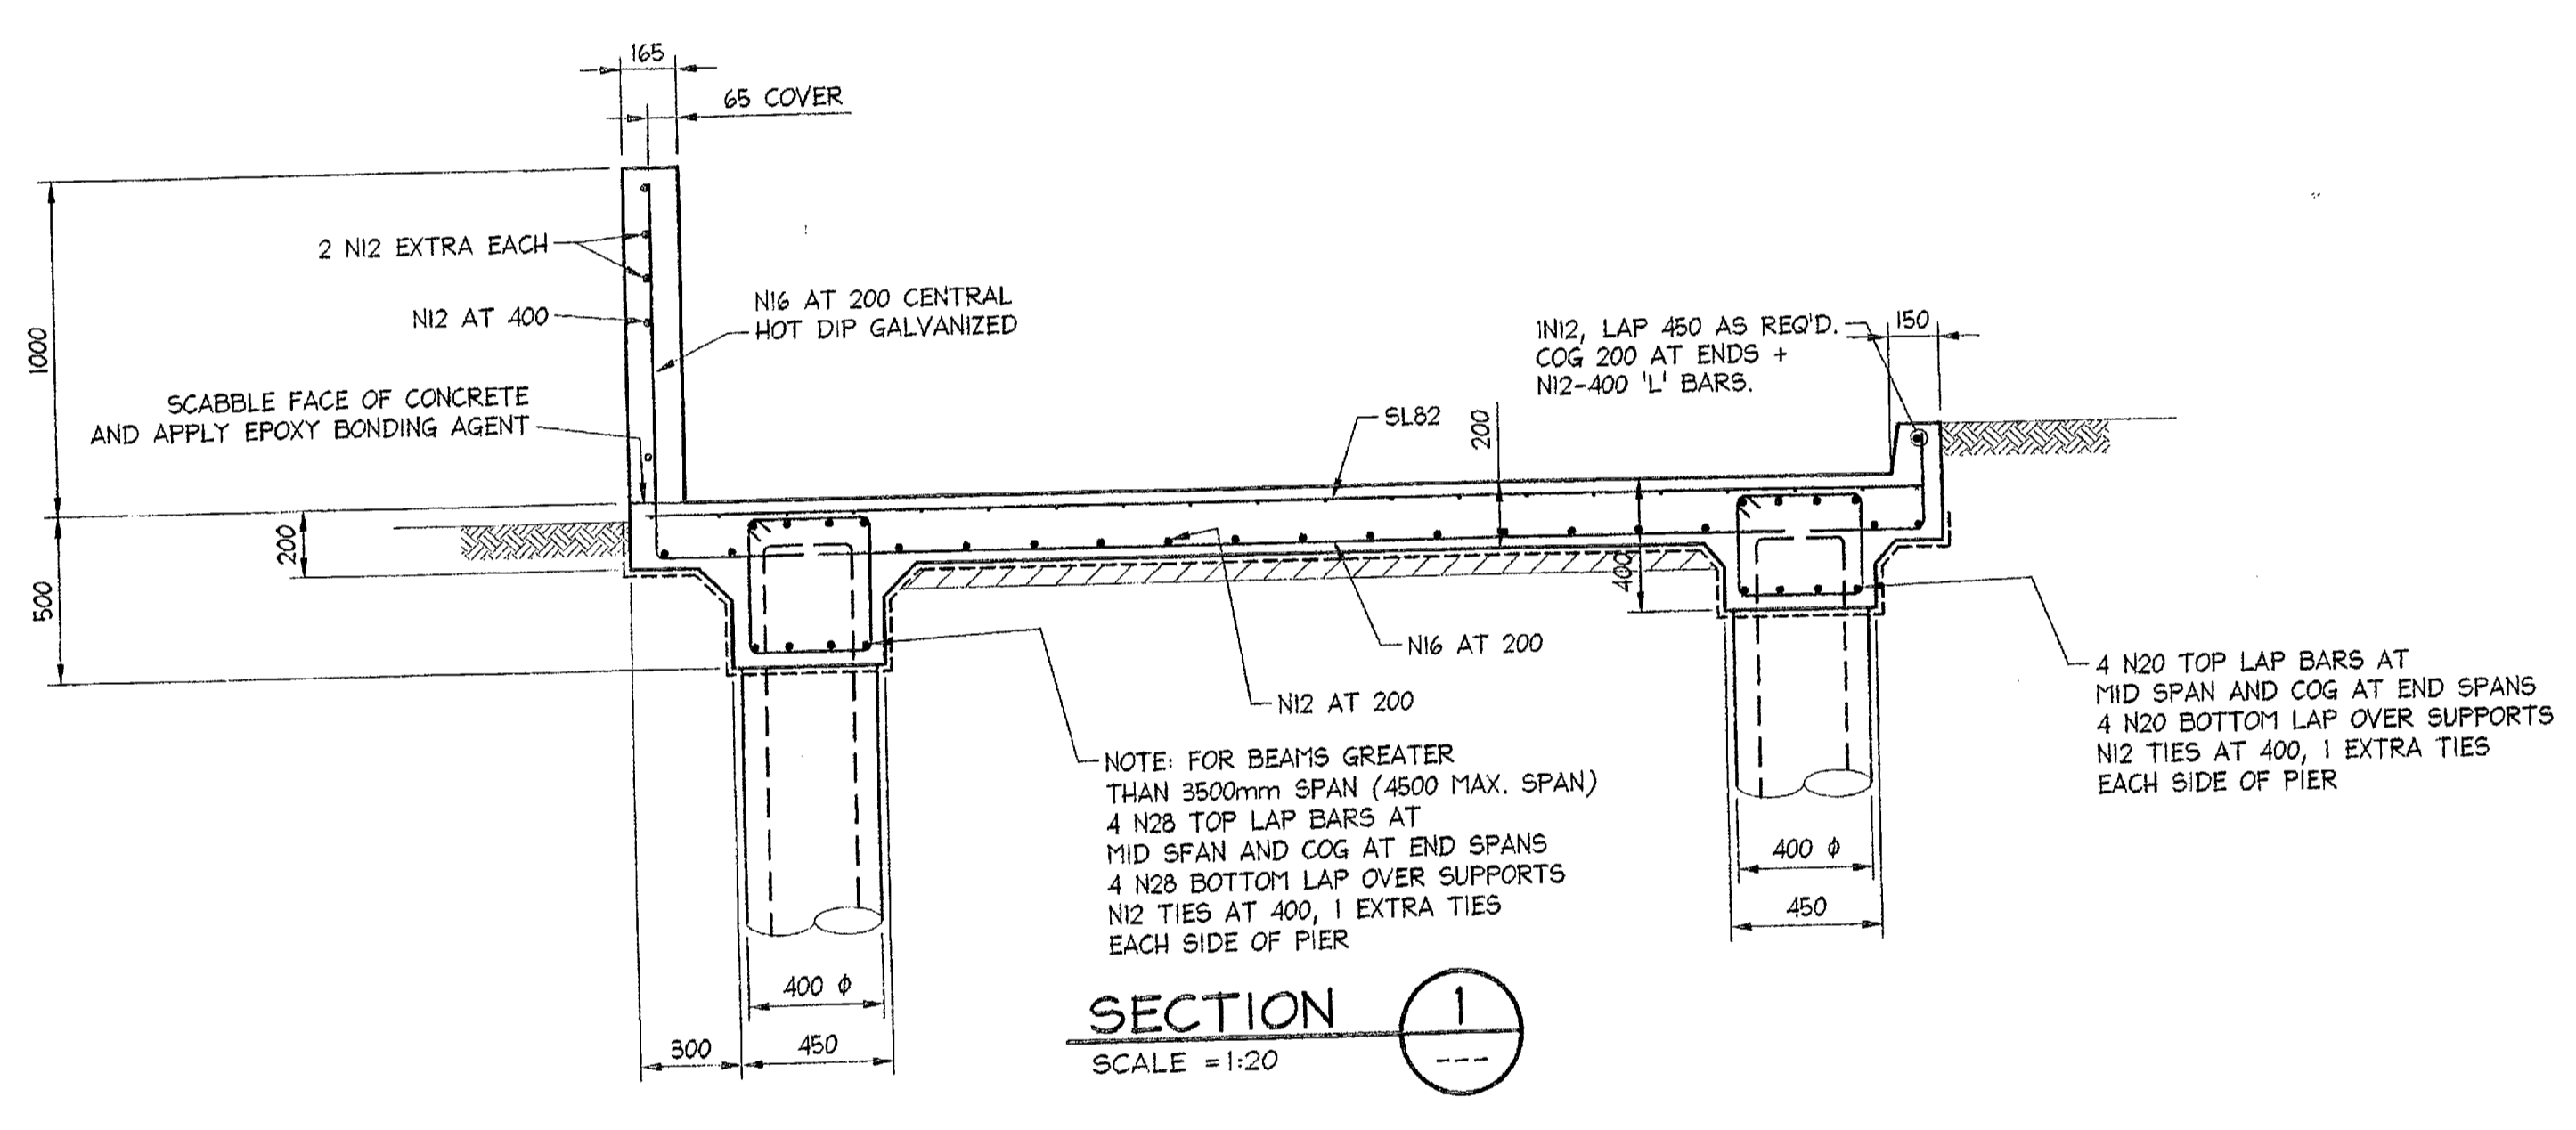 165
65 COVER
2 N12 EXTRA EACH
N12 AT 400
N16 AT 200 CENTRAL
HOT DIP GALVANIZED
1000
SCABBLE FACE OF CONCRETE
AND APPLY EPOXY BONDING AGENT
1N12, LAP 450 AS REQ'D.
COG 200 AT ENDS +
N12-400 'L' BARS.
150
SL82
200
200
500
400
N16 AT 200
N12 AT 200
NOTE: FOR BEAMS GREATER
THAN 3500mm SPAN (4500 MAX. SPAN)
4 N28 TOP LAP BARS AT
MID SFAN AND COG AT END SPANS
4 N28 BOTTOM LAP OVER SUPPORTS
N12 TIES AT 400, 1 EXTRA TIES
EACH SIDE OF PIER
4 N20 TOP LAP BARS AT
MID SPAN AND COG AT END SPANS
4 N20 BOTTOM LAP OVER SUPPORTS
N12 TIES AT 400, 1 EXTRA TIES
EACH SIDE OF PIER
400 ϕ
450
400 ϕ
300
450
SECTION
1
SCALE =1:20
---